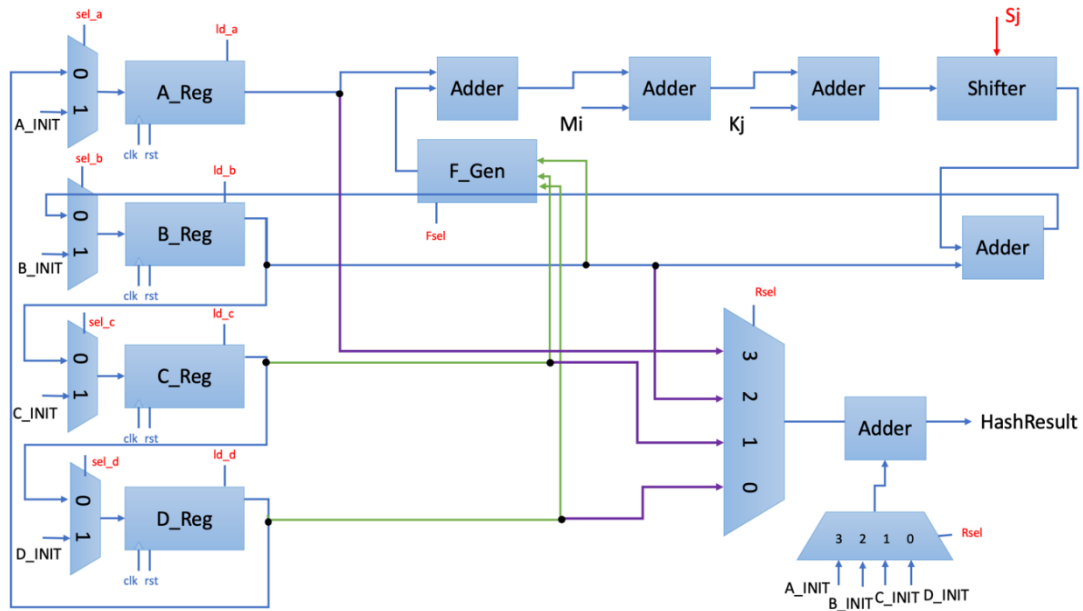 sel_a
ld_a
0
1
A_INIT
A_Reg
clk rst
Adder
Adder
Adder
Sj
Shifter
Mi
Kj
F_Gen
Fsel
sel_b
ld_b
0
1
B_INIT
B_Reg
clk rst
Adder
sel_c
ld_c
0
1
C_INIT
C_Reg
clk rst
sel_d
ld_d
0
1
D_INIT
D_Reg
clk rst
Rsel
3
2
1
0
Adder
HashResult
3 2 1 0
Rsel
A_INIT B_INIT C_INIT D_INIT